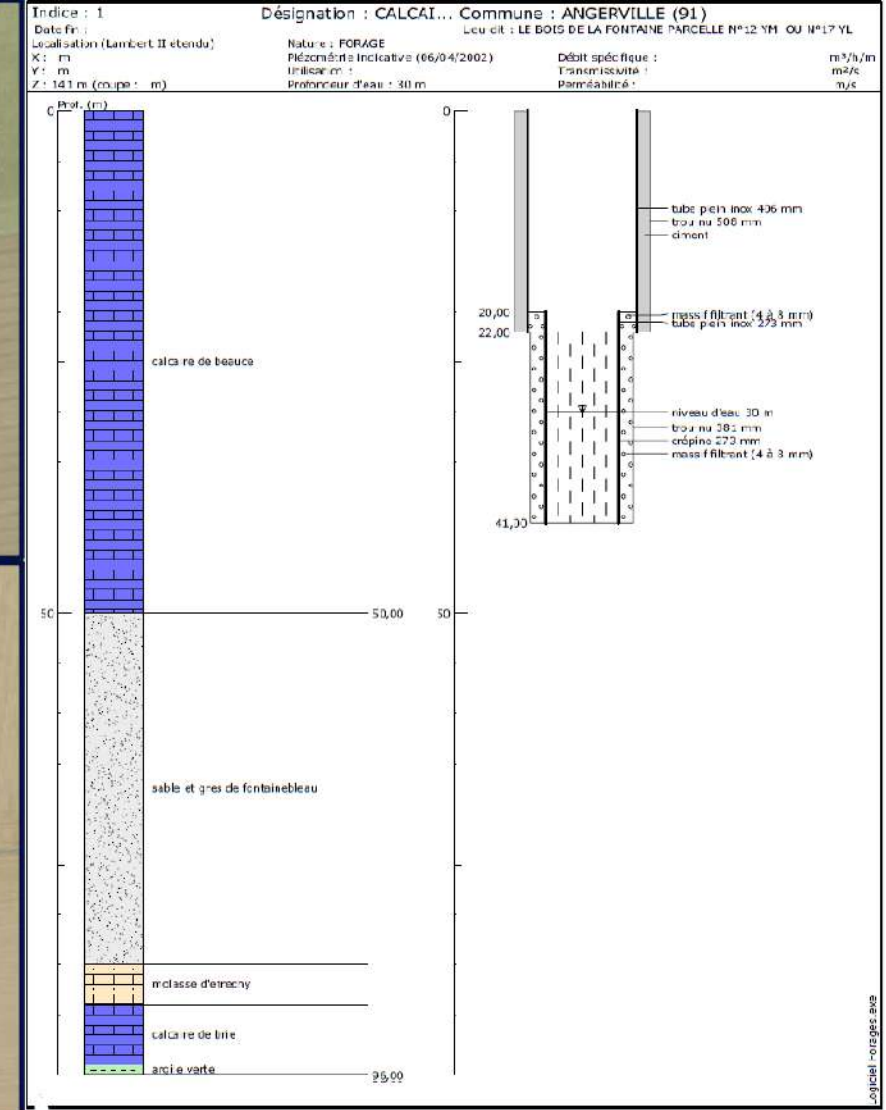 Indice : 1 Désignation : CALCAI... Commune : ANGERVILLE (91)
Date fin : Lieu dit : LE BOIS DE LA FONTAINE PARCELLE N°12 YM OU N°17 YL
Localisation (Lambert II etendu) Nature : FORAGE
X : m Piézométrie indicative (06/04/2002) Débit spécifique : m³/h/m
Y : m Utilisation : Transmissivité : m²/s
Z : 141 m (coupe : m) Profondeur d'eau : 30 m Perméabilité : m/s
Prof. (m)
0 0
tube plein inox 406 mm
trou nu 508 mm
ciment
20,00 massif filtrant (4 à 8 mm)
tube plein inox 273 mm
22,00
calcaire de beauce
niveau d'eau 30 m
trou nu 381 mm
crépine 273 mm
massif filtrant (4 à 8 mm)
41,00
50 50,00 50
sable et gres de fontainebleau
molasse d'etrechy
calcaire de brie
argile verte
96,00
Logiciel Forages.exe